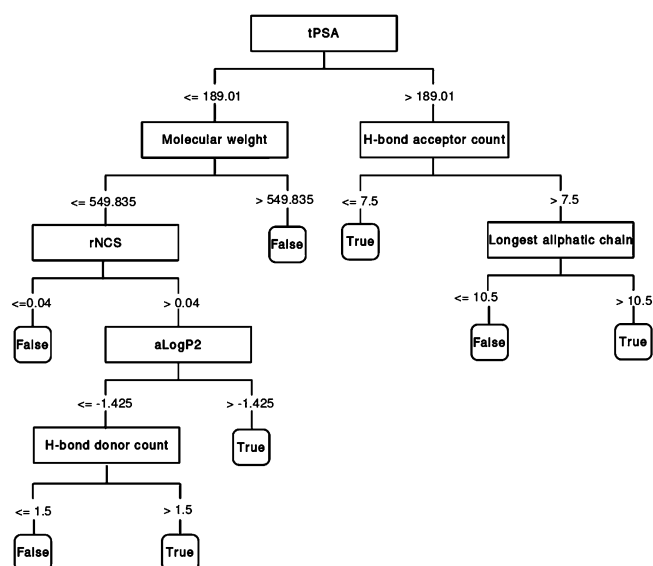 tPSA
<= 189.01
> 189.01
Molecular weight
H-bond acceptor count
<= 549.835
> 549.835
<= 7.5
> 7.5
rNCS
False
True
Longest aliphatic chain
<=0.04
> 0.04
<= 10.5
> 10.5
False
aLogP2
False
True
<= -1.425
> -1.425
H-bond donor count
True
<= 1.5
> 1.5
False
True